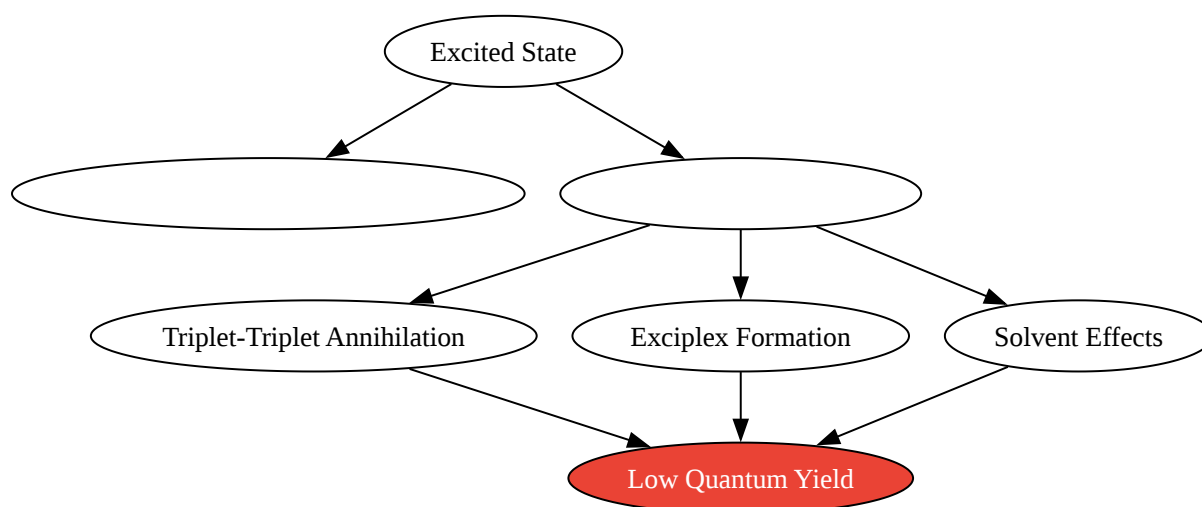 Excited State
Triplet-Triplet Annihilation
Exciplex Formation
Solvent Effects
Low Quantum Yield